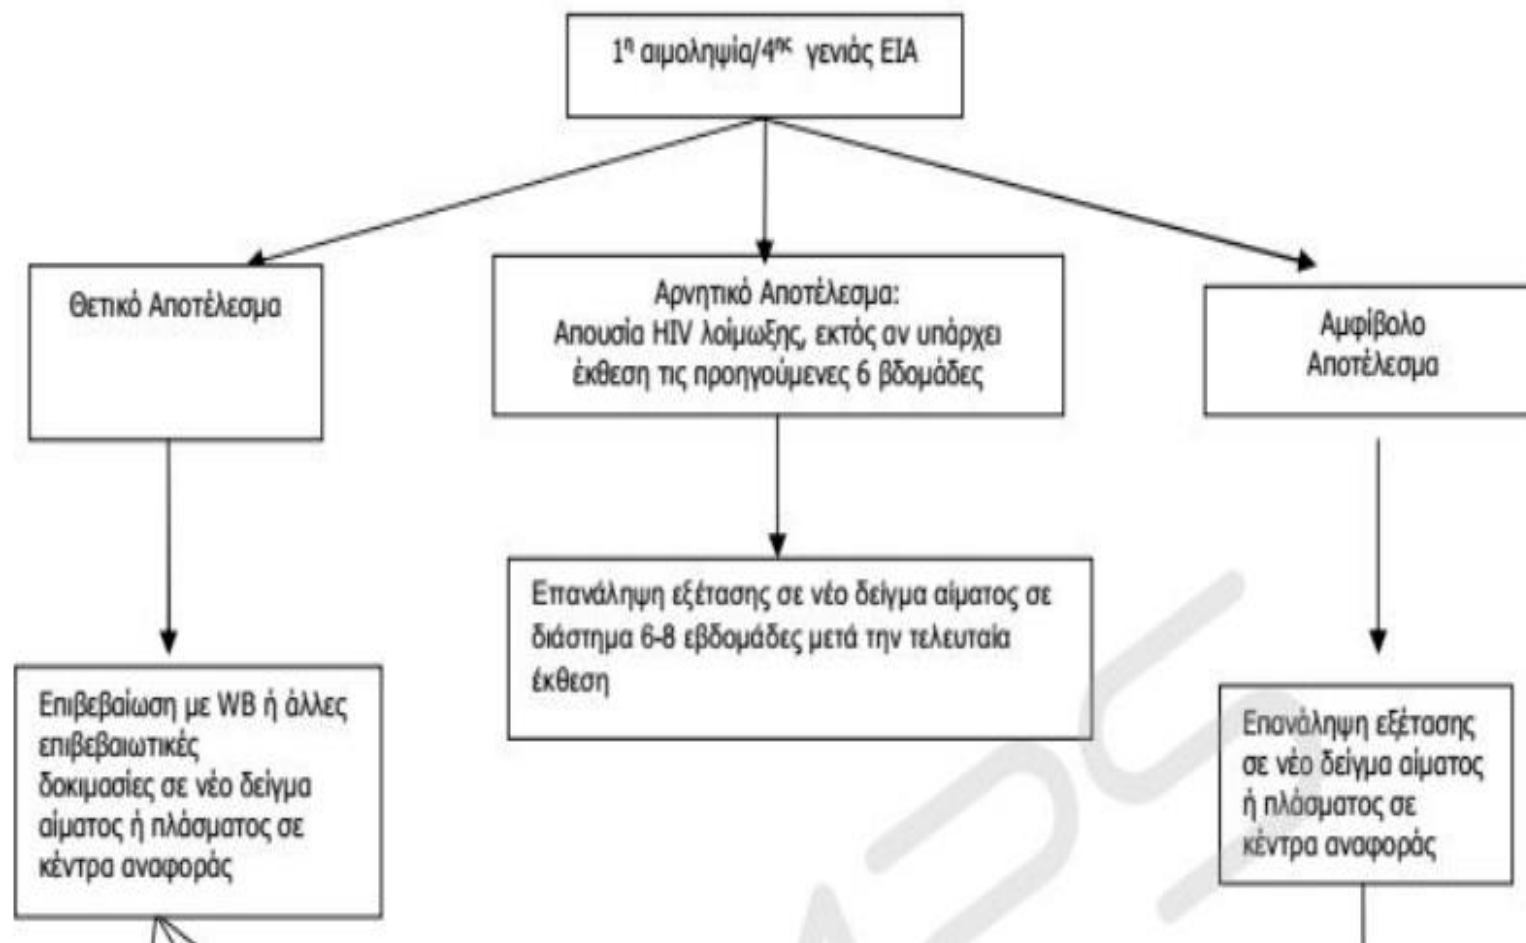 1η αιμοληψία/4ης γενιάς EIA
Θετικό Αποτέλεσμα
Αρνητικό Αποτέλεσμα:
Απουσία HIV λοίμωξης, εκτός αν υπάρχει
έκθεση τις προηγούμενες 6 βδομάδες
Αμφίβολο
Αποτέλεσμα
Επανάληψη εξέτασης σε νέο δείγμα αίματος σε
διάστημα 6-8 εβδομάδες μετά την τελευταία
έκθεση
Επιβεβαίωση με WB ή άλλες
επιβεβαιωτικές
δοκιμασίες σε νέο δείγμα
αίματος ή πλάσματος σε
κέντρα αναφοράς
Επανάληψη εξέτασης
σε νέο δείγμα αίματος
ή πλάσματος σε
κέντρα αναφοράς